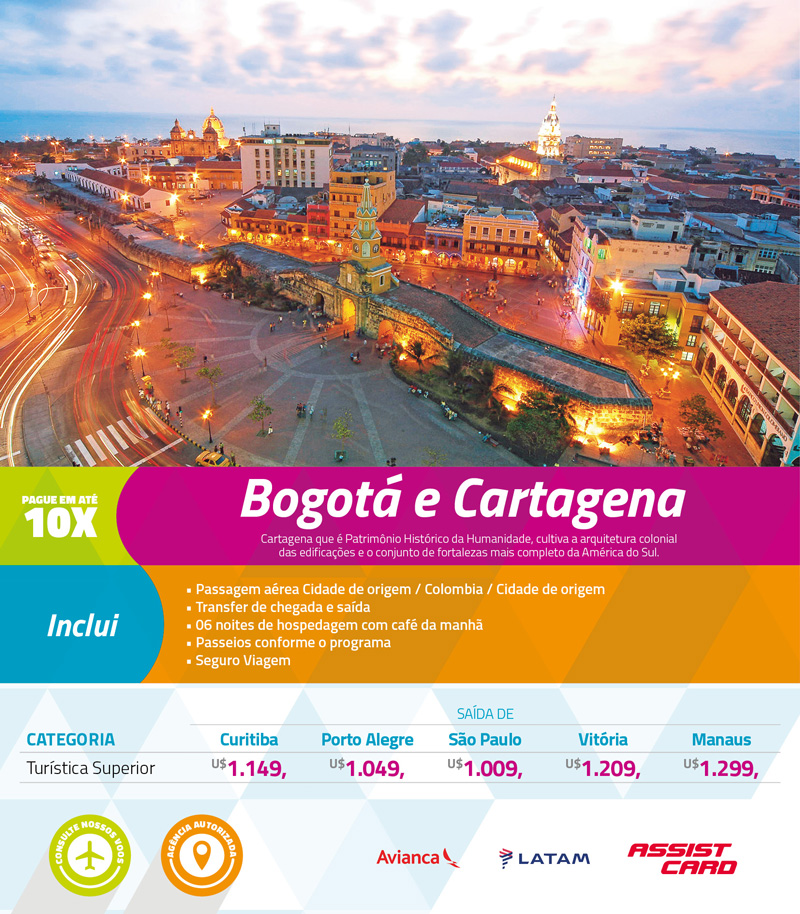 PAGUE EM ATÉ
10X
Bogotá e Cartagena
Cartagena que é Patrimônio Histórico da Humanidade, cultiva a arquitetura colonial
das edificações e o conjunto de fortalezas mais completo da América do Sul.
Inclui
• Passagem aérea Cidade de origem / Colombia / Cidade de origem
• Transfer de chegada e saída
• 06 noites de hospedagem com café da manhã
• Passeios conforme o programa
• Seguro Viagem
SAÍDA DE
CATEGORIA Curitiba Porto Alegre São Paulo Vitória Manaus
Turística Superior U$1.149, U$1.049, U$1.009, U$1.209, U$1.299,
CONSULTE NOSSOS VOOS
AGÊNCIA AUTORIZADA
Avianca
LATAM
ASSIST
CARD